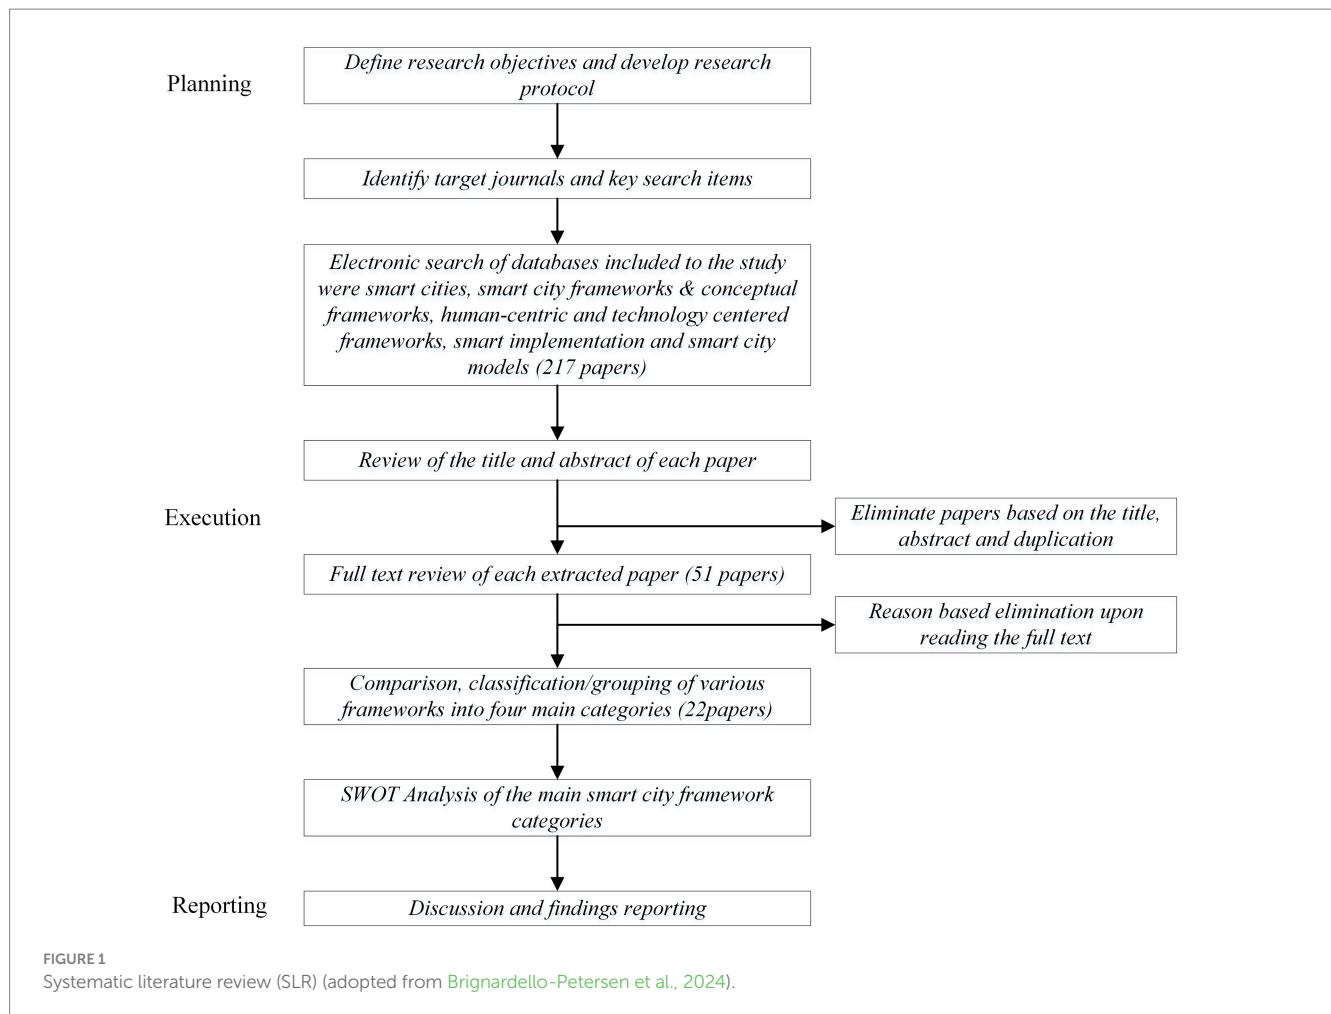 Planning
Define research objectives and develop research
protocol
Identify target journals and key search items
Electronic search of databases included to the study
were smart cities, smart city frameworks & conceptual
frameworks, human-centric and technology centered
frameworks, smart implementation and smart city
models (217 papers)
Review of the title and abstract of each paper
Execution
Eliminate papers based on the title,
abstract and duplication
Full text review of each extracted paper (51 papers)
Reason based elimination upon
reading the full text
Comparison, classification/grouping of various
frameworks into four main categories (22papers)
SWOT Analysis of the main smart city framework
categories
Reporting
Discussion and findings reporting
FIGURE 1
Systematic literature review (SLR) (adopted from Brignardello-Petersen et al., 2024).